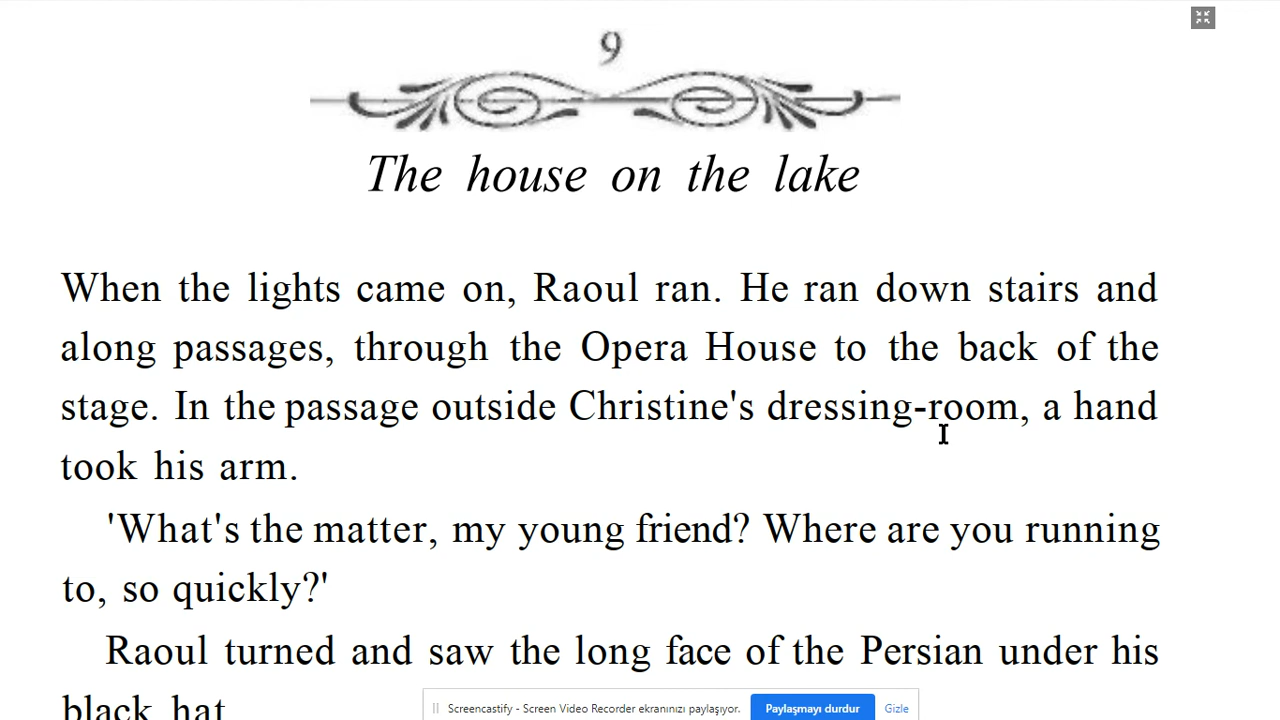 9
The house on the lake
When the lights came on, Raoul ran. He ran down stairs and
along passages, through the Opera House to the back of the
stage. In the passage outside Christine's dressing-room, a hand
took his arm.
'What's the matter, my young friend? Where are you running
to, so quickly?'
Raoul turned and saw the long face of the Persian under his
black hat
Screencastify - Screen Video Recorder ekranınızı paylaşıyor. Paylaşmayı durdur Gizle